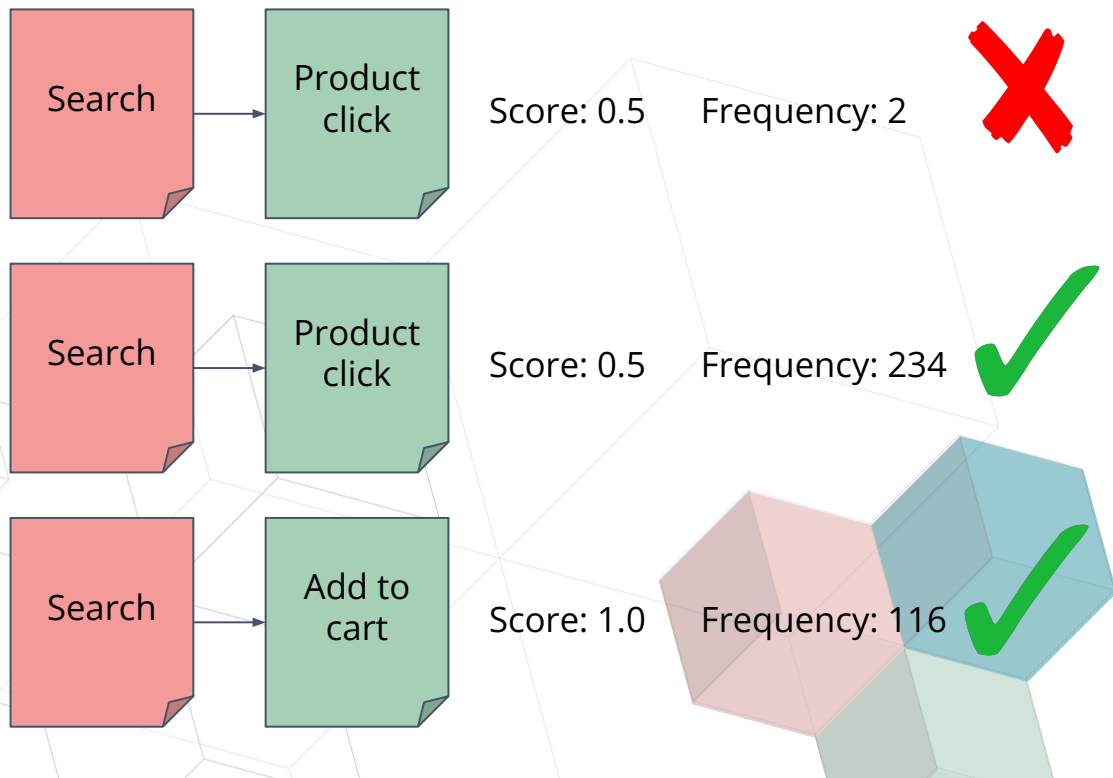 Search
Product
click
Score: 0.5
Frequency: 2
Search
Product
click
Score: 0.5
Frequency: 234
Search
Add to
cart
Score: 1.0
Frequency: 116